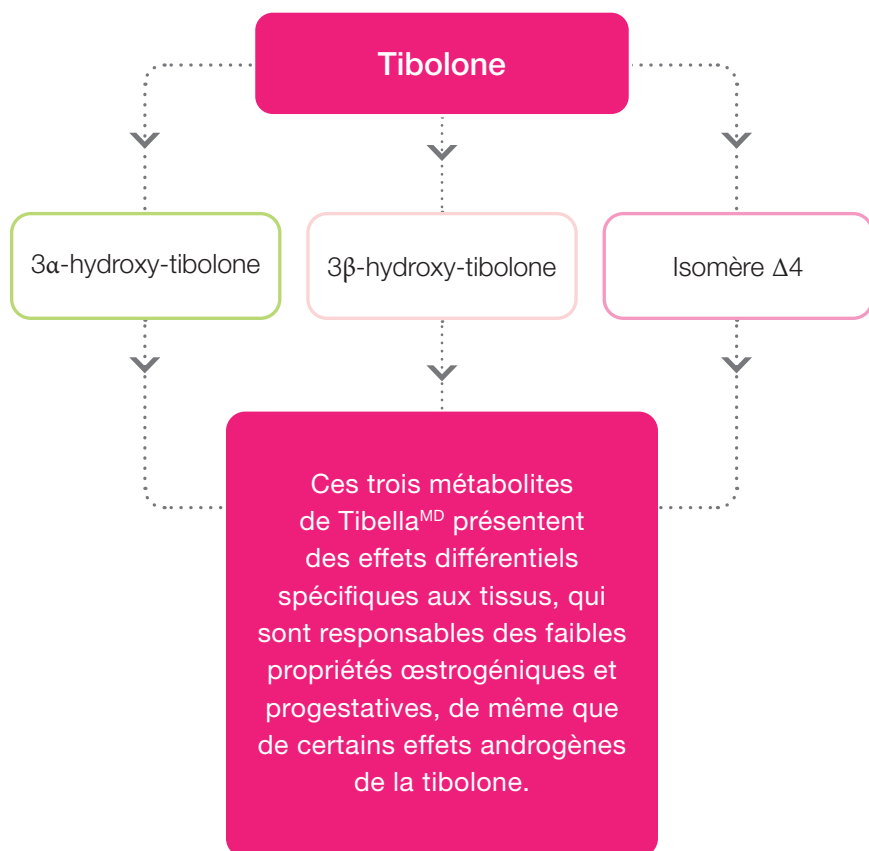 Tibolone
3α-hydroxy-tibolone
3β-hydroxy-tibolone
Isomère Δ4
Ces trois métabolites
de Tibellaᴹᴰ présentent
des effets différentiels
spécifiques aux tissus, qui
sont responsables des faibles
propriétés œstrogéniques et
progestatives, de même que
de certains effets androgènes
de la tibolone.